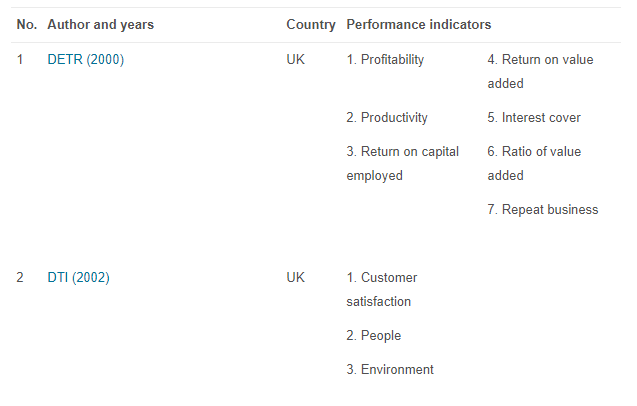 No. Author and years Country Performance indicators
1 DETR (2000) UK 1. Profitability 4. Return on value
added
2. Productivity 5. Interest cover
3. Return on capital 6. Ratio of value
employed added
7. Repeat business
2 DTI (2002) UK 1. Customer
satisfaction
2. People
3. Environment